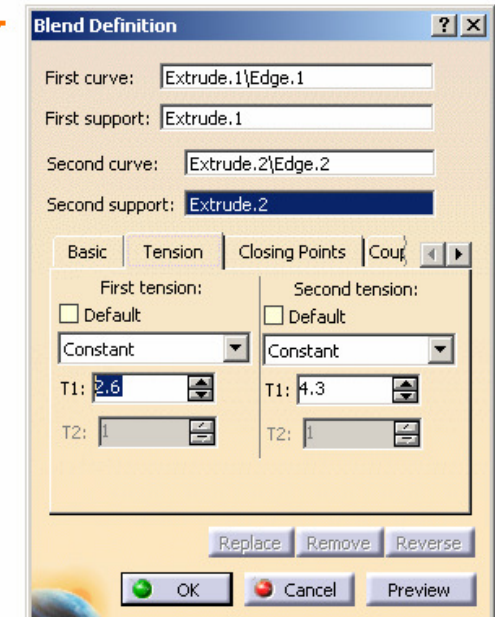 Blend Definition
First curve: Extrude.1\Edge.1
First support: Extrude.1
Second curve: Extrude.2\Edge.2
Second support: Extrude.2
Basic Tension Closing Points Coup
First tension: Second tension:
Default Default
Constant Constant
T1: 2.6 T1: 4.3
T2: 1 T2: 1
Replace Remove Reverse
OK Cancel Preview